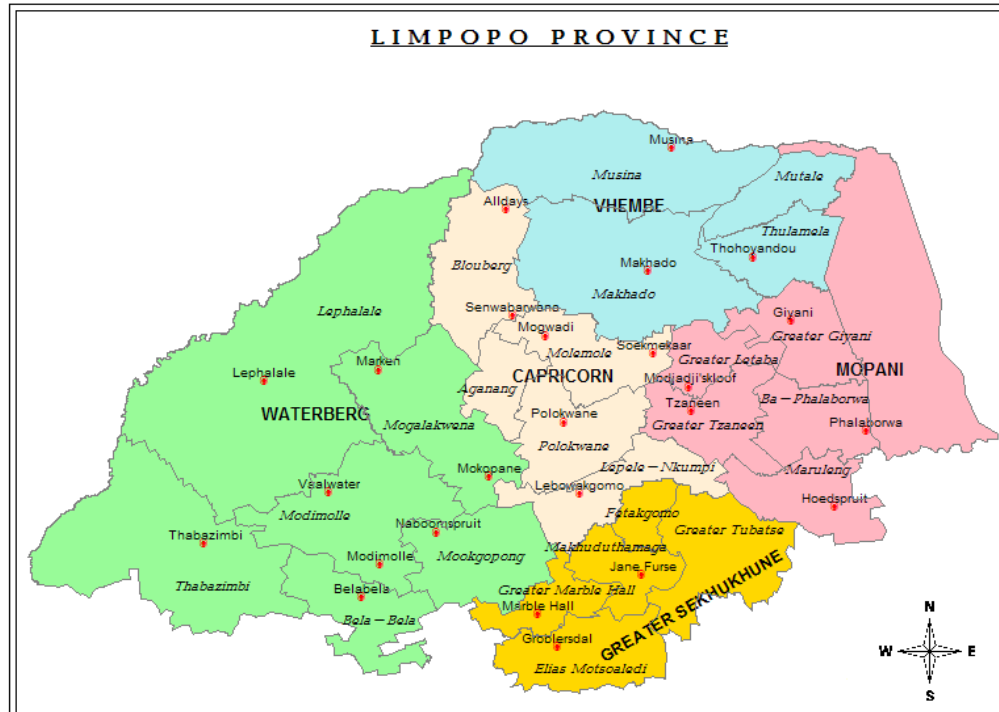 LIMPOPO PROVINCE
Musina
Musina
Mutale
Alldays
VHEMBE
Thulamela
Thohoyandou
Blouberg
Makhado
Makhado
Lephalale
Senwabarwano
Mogwadi
Giyani
Greater Giyani
Molemole
Soekmekaar
Greater Letaba
Marken
Lephalale
Aganang
CAPRICORN
Modjadji'sklouf
MOPANI
Ba-Phalaborwa
WATERBERG
Mogalakwena
Polokwane
Tzaneen
Greater Tzaneen
Phalaborwa
Polokwane
Mokopane
Lepele-Nkumpi
Maruleng
Vaalwater
Lebowakgomo
Hoedspruit
Modimolle
Fetakgomo
Naboomspruit
Greater Tubatse
Thabazimbi
Mookgopong
Makhuduthamaga
Modimolle
Jane Furse
Thabazimbi
Belabela
Greater Marble Hall
GREATER SEKHUKHUNE
Marble Hall
Bela-Bela
Groblersdal
Elias Motsoaledi
N
W
E
S